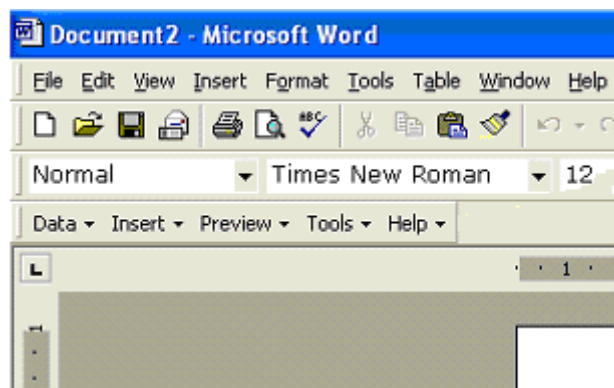 Document2 - Microsoft Word
File Edit View Insert Format Tools Table Window Help
ABC
Normal Times New Roman 12
Data Insert Preview Tools Help
L
1
1